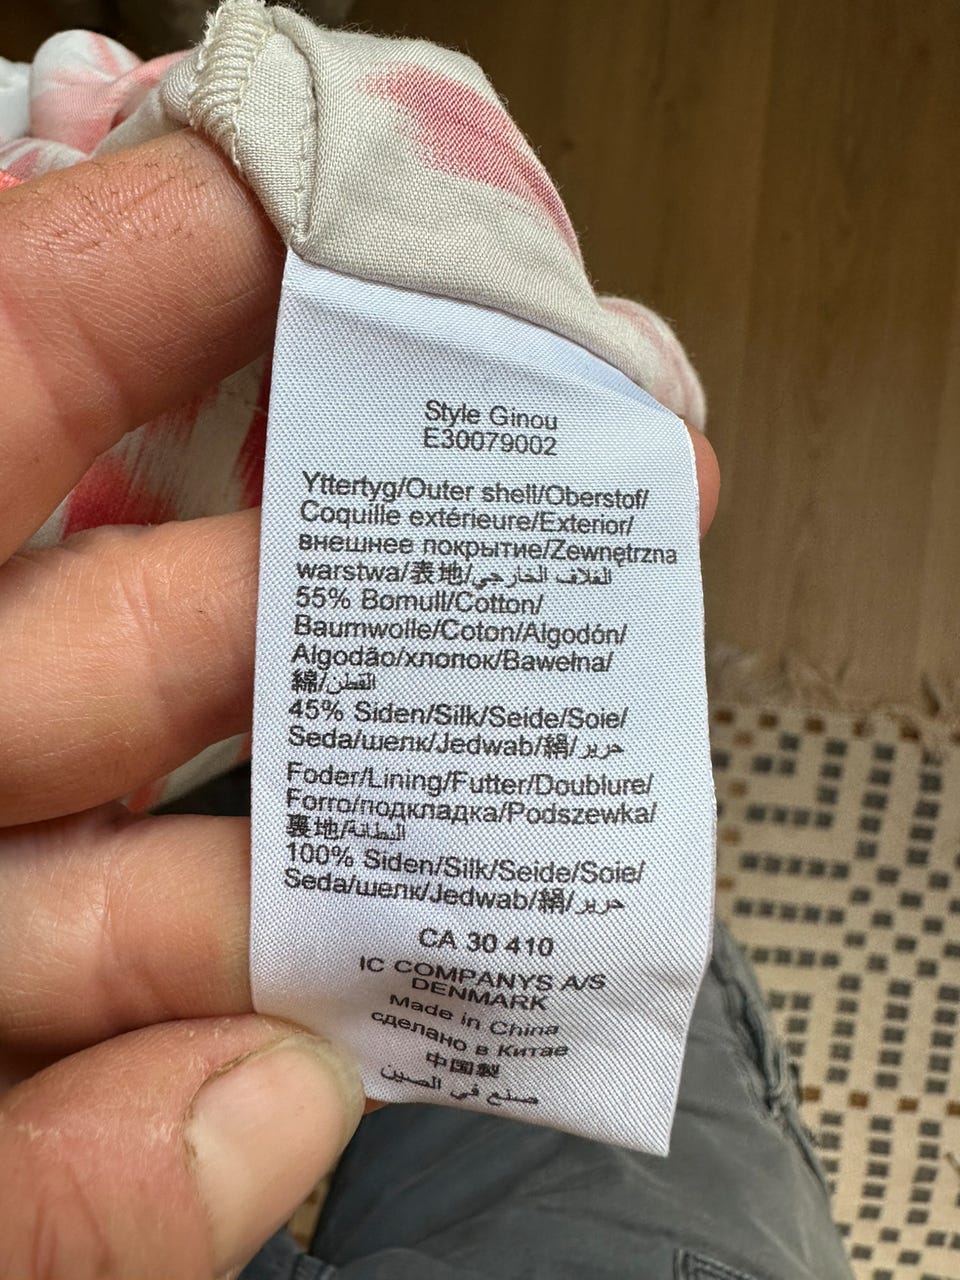 Style Ginou
E30079002
Yttertyg/Outer shell/Oberstof/
Coquille extérieure/Exterior/
внешнее покрытие/Zewnętrzna
warstwa/表地/الغلاف الخارجي
55% Bomull/Cotton/
Baumwolle/Coton/Algodón/
Algodão/хлопок/Bawełna/
綿/القطن
45% Siden/Silk/Seide/Soie/
Seda/шелк/Jedwab/絹/حرير
Foder/Lining/Futter/Doublure/
Forro/подкладка/Podszewka/
裏地/البطانة
100% Siden/Silk/Seide/Soie/
Seda/шелк/Jedwab/絹/حرير
CA 30 410
IC COMPANYS A/S
DENMARK
Made in China
сделано в Китае
中国製
صنع في الصين